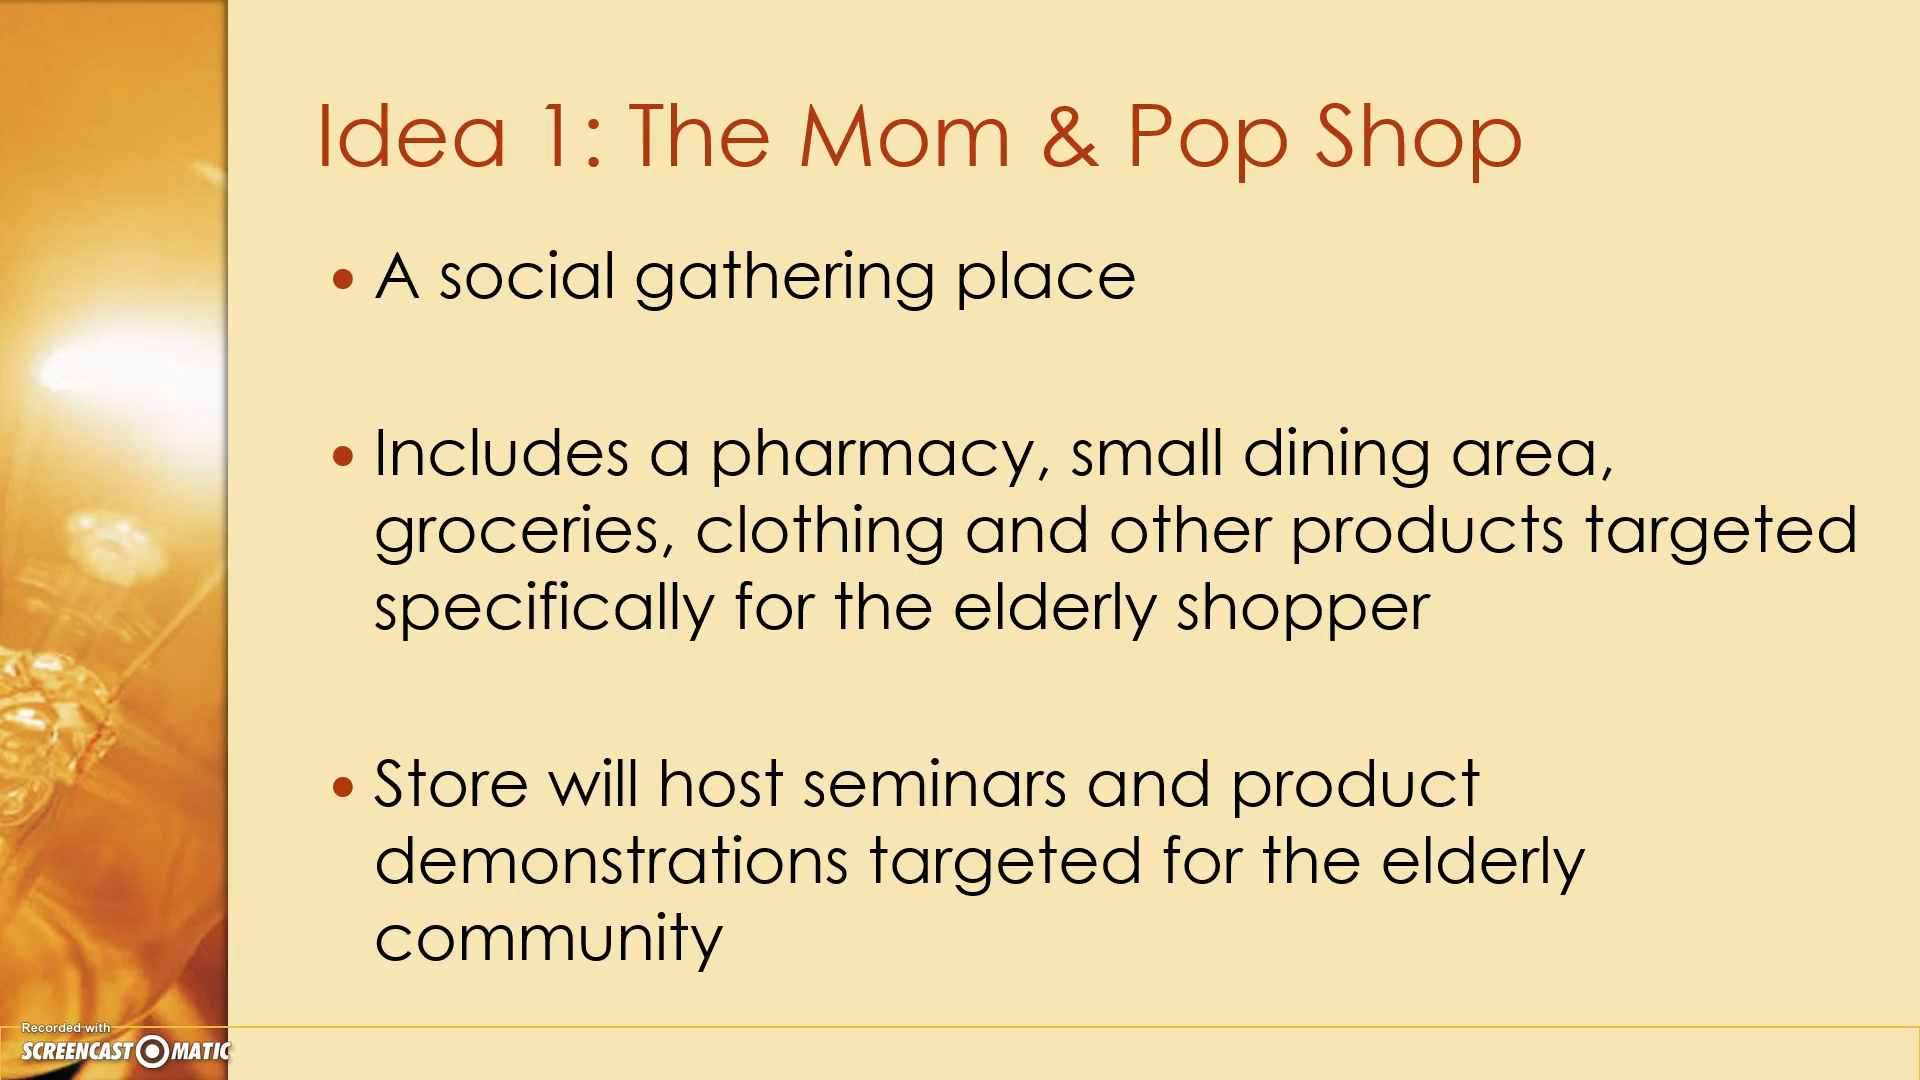 Idea 1: The Mom & Pop Shop
• A social gathering place
• Includes a pharmacy, small dining area,
groceries, clothing and other products targeted
specifically for the elderly shopper
• Store will host seminars and product
demonstrations targeted for the elderly
community
Recorded with
SCREENCAST MATIC